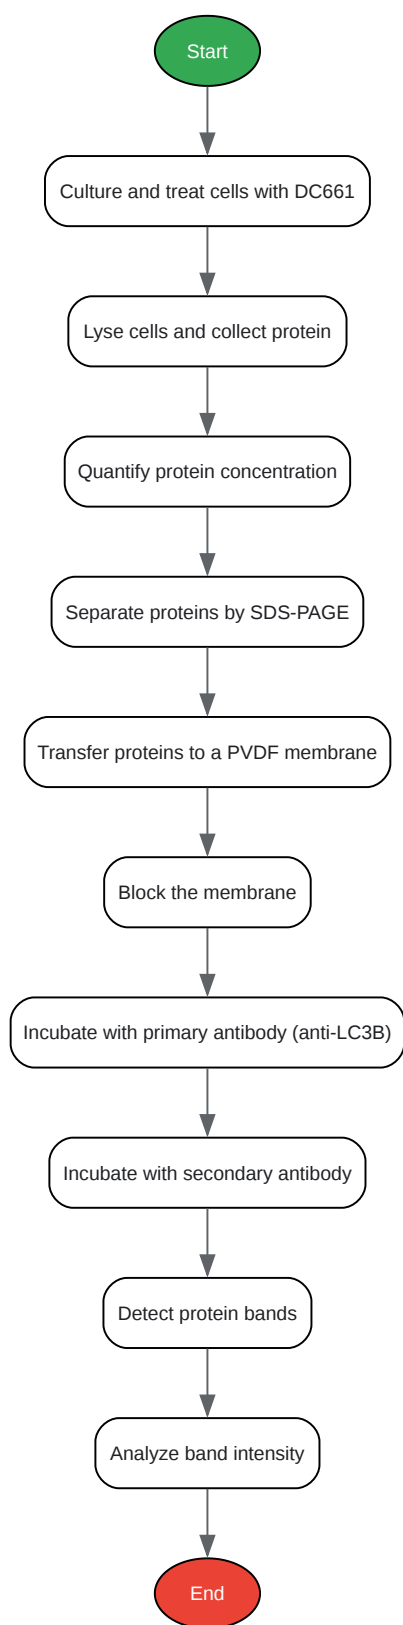 Start
Culture and treat cells with DC661
Lyse cells and collect protein
Quantify protein concentration
Separate proteins by SDS-PAGE
Transfer proteins to a PVDF membrane
Block the membrane
Incubate with primary antibody (anti-LC3B)
Incubate with secondary antibody
Detect protein bands
Analyze band intensity
End